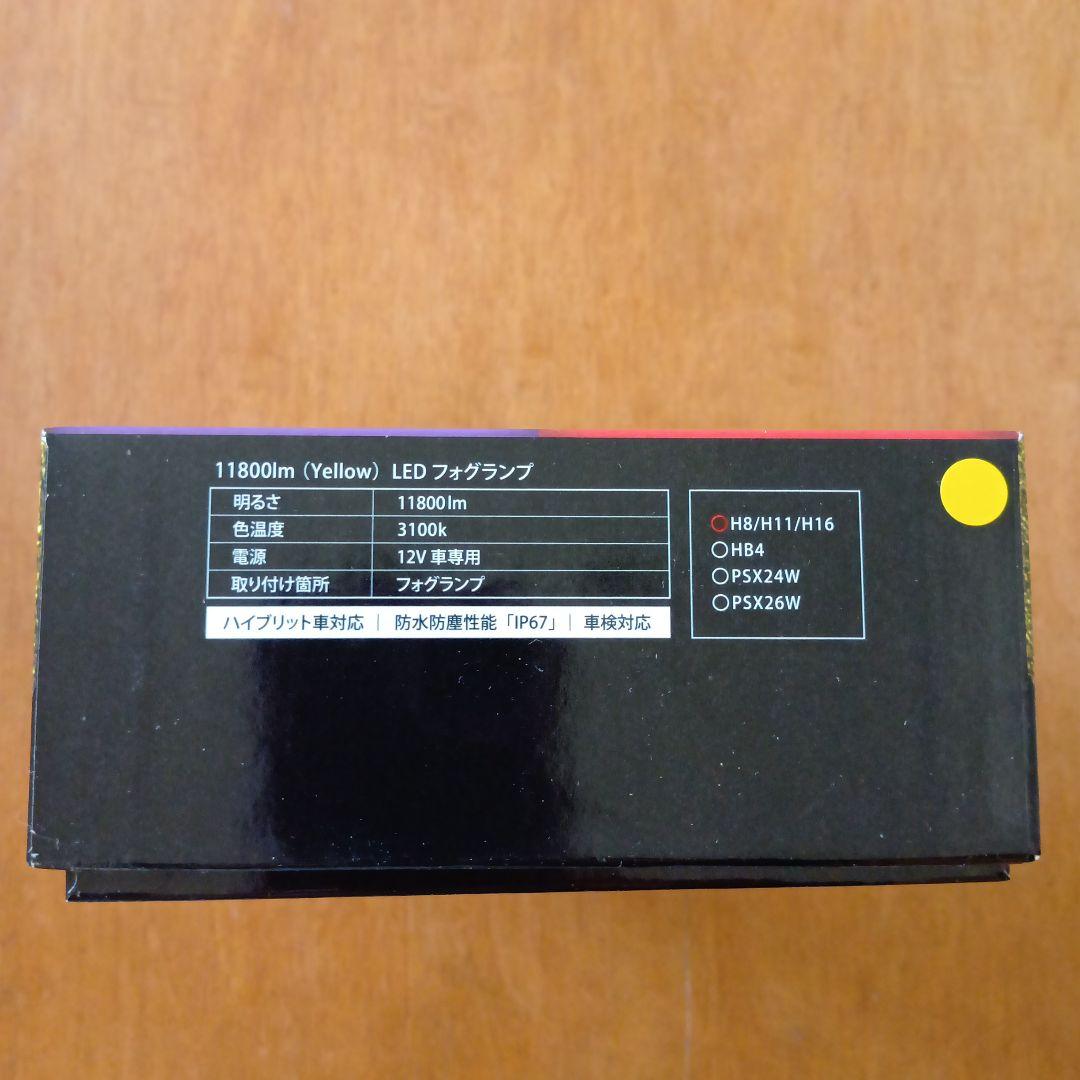 11800lm（Yellow）LED フォグランプ
明るさ 11800lm
色温度 3100k
電源 12V 車専用
取り付け箇所 フォグランプ
ハイブリット車対応 | 防水防塵性能「IP67」 | 車検対応
○H8/H11/H16
○HB4
○PSX24W
○PSX26W